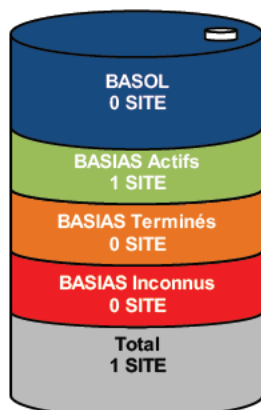 BASOL
0 SITE
BASIAS Actifs
1 SITE
BASIAS Terminés
0 SITE
BASIAS Inconnus
0 SITE
Total
1 SITE